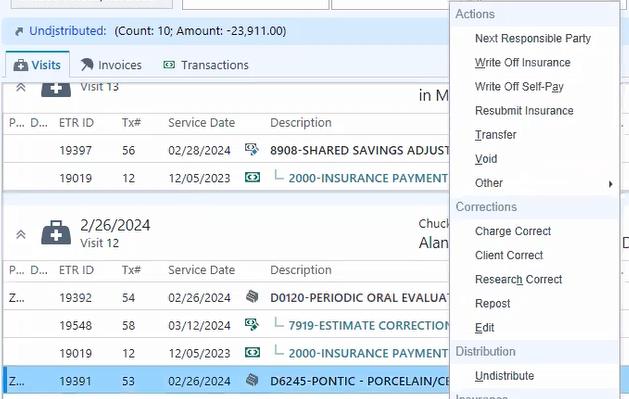 Undistributed: (Count: 10; Amount: -23,911.00)
Visits Invoices Transactions
Visit 13
in M
P... D... ETR ID Tx# Service Date Description
19397 56 02/28/2024 8908-SHARED SAVINGS ADJUST
19019 12 12/05/2023 2000-INSURANCE PAYMENT
2/26/2024
Visit 12
Chuck
Alan
P... D... ETR ID Tx# Service Date Description
Z... 19392 54 02/26/2024 D0120-PERIODIC ORAL EVALUA
19548 58 03/12/2024 7919-ESTIMATE CORRECTION
19019 12 12/05/2023 2000-INSURANCE PAYMENT
19391 53 02/26/2024 D6245-PONTIC - PORCELAIN/CE
Actions
Next Responsible Party
Write Off Insurance
Write Off Self-Pay
Resubmit Insurance
Transfer
Void
Other
Corrections
Charge Correct
Client Correct
Research Correct
Repost
Edit
Distribution
Undistribute